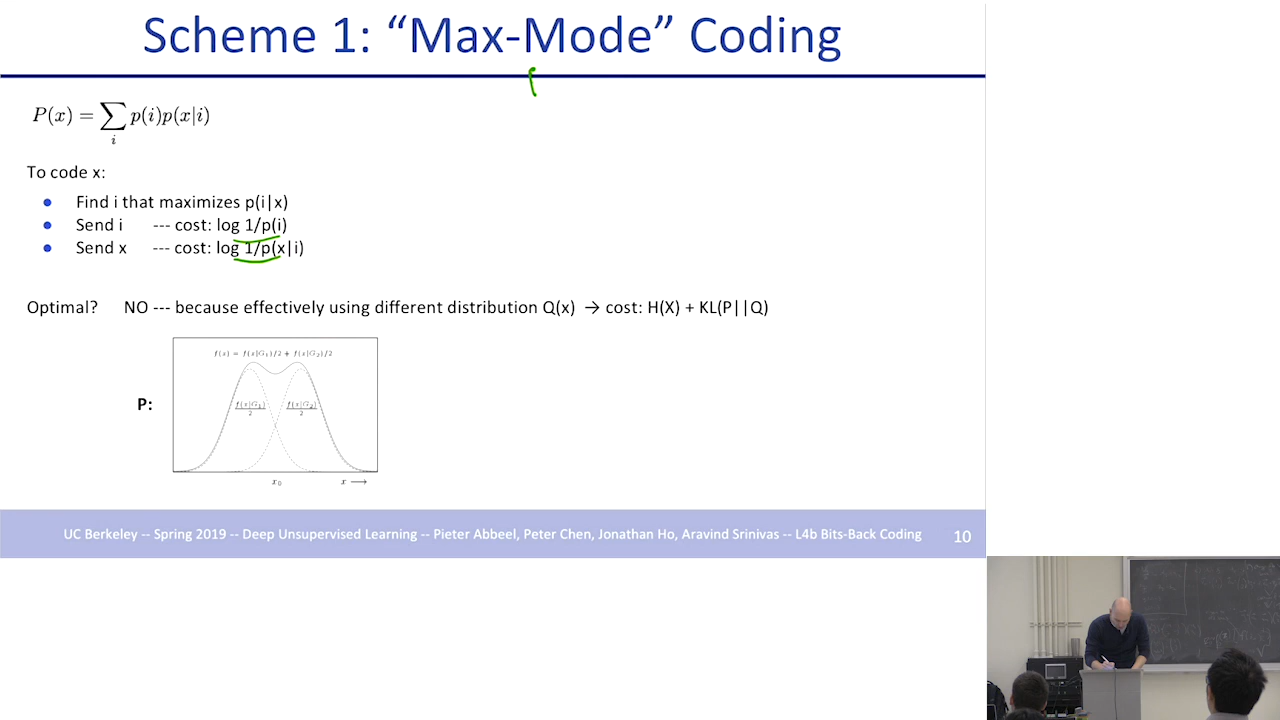 Scheme 1: “Max-Mode” Coding
P(x) = ∑ p(i)p(x|i)
i
To code x:
● Find i that maximizes p(i|x)
● Send i --- cost: log 1/p(i)
● Send x --- cost: log 1/p(x|i)
Optimal? NO --- because effectively using different distribution Q(x) → cost: H(X) + KL(P||Q)
f(x) = f(x|G₁)/2 + f(x|G₂)/2
P:
f(x|G₁)/2 f(x|G₂)/2
x₀ x ⟶
UC Berkeley -- Spring 2019 -- Deep Unsupervised Learning -- Pieter Abbeel, Peter Chen, Jonathan Ho, Aravind Srinivas -- L4b Bits-Back Coding 10